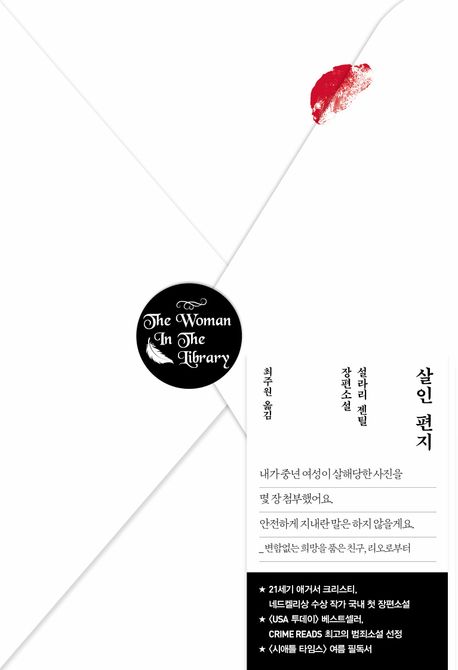 The Woman
In The
Library
살인 편지
설라리 젠틸
장편소설
최주원 옮김
내가 중년 여성이 살해당한 사진을
몇 장 첨부했어요.
안전하게 지내란 말은 하지 않을게요.
_변함없는 희망을 품은 친구, 리오로부터
★ 21세기 애거서 크리스티,
네드켈리상 수상 작가 국내 첫 장편소설
★ 〈USA 투데이〉 베스트셀러,
CRIME READS 최고의 범죄소설 선정
★ 〈시애틀 타임스〉 여름 필독서